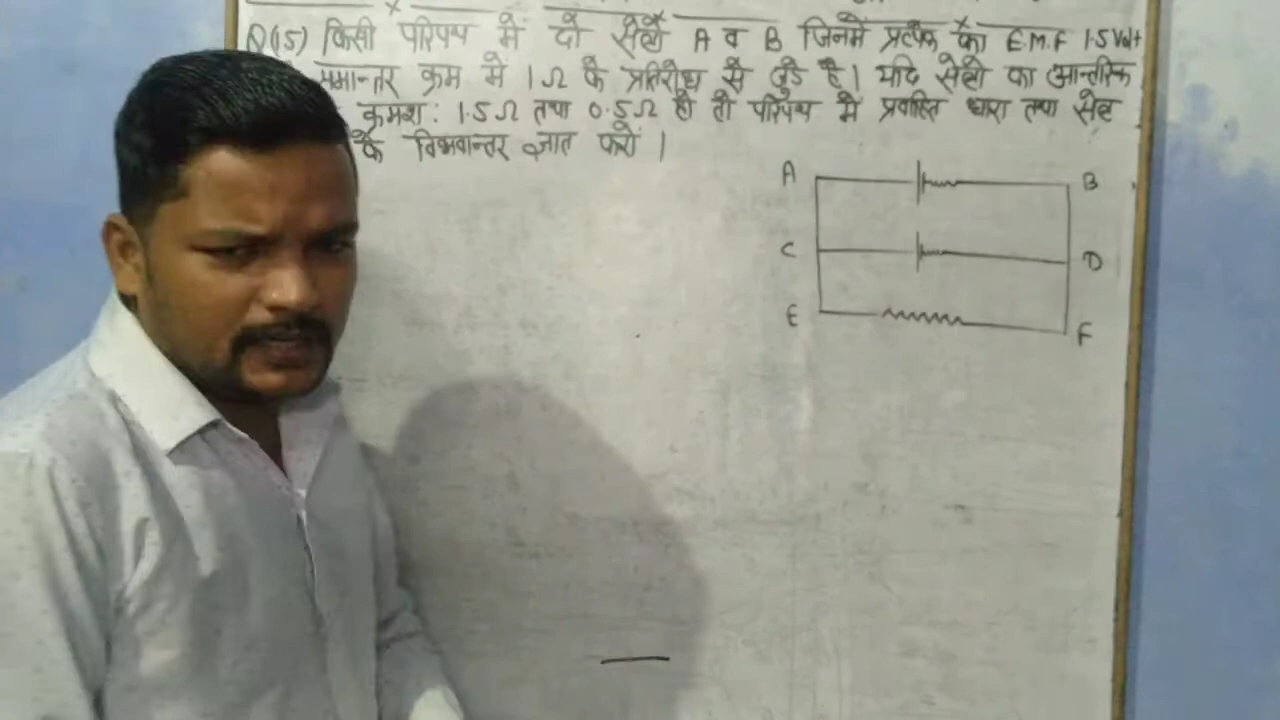 Q(15) किसी परिपथ में दो सेलों A व B जिनमें प्रत्येक का E.M.F 1.5 Volt
समान्तर क्रम में 1Ω के प्रतिरोध से जुड़े है। यदि सेलों का आन्तरिक
क्रमश: 1.5Ω तथा 0.5Ω हो तो परिपथ में प्रवाहित धारा तथा सेल
के विभवान्तर ज्ञात करो।
A
B
C
D
E
F